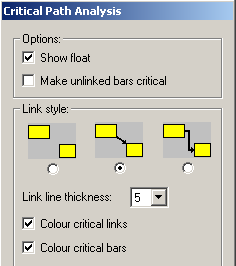 Critical Path Analysis
Options:
Show float
Make unlinked bars critical
Link style:
Link line thickness: 5
Colour critical links
Colour critical bars